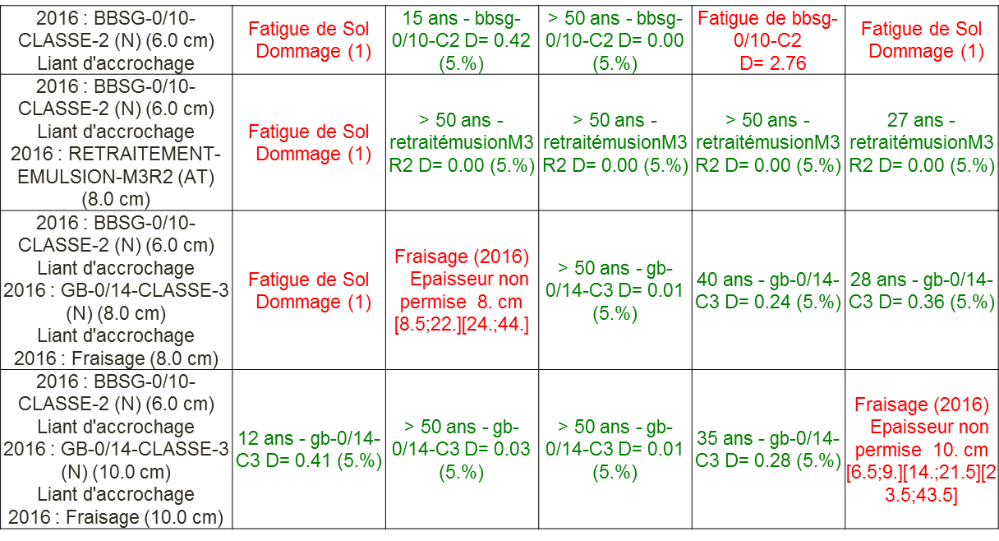 2016 : BBSG-0/10-
CLASSE-2 (N) (6.0 cm)
Liant d'accrochage
Fatigue de Sol
Dommage (1)
15 ans - bbsg-
0/10-C2 D= 0.42
(5.%)
> 50 ans - bbsg-
0/10-C2 D= 0.00
(5.%)
Fatigue de bbsg-
0/10-C2
D= 2.76
Fatigue de Sol
Dommage (1)
2016 : BBSG-0/10-
CLASSE-2 (N) (6.0 cm)
Liant d'accrochage
2016 : RETRAITEMENT-
EMULSION-M3R2 (AT)
(8.0 cm)
Fatigue de Sol
Dommage (1)
> 50 ans -
retraitémusionM3
R2 D= 0.00 (5.%)
> 50 ans -
retraitémusionM3
R2 D= 0.00 (5.%)
> 50 ans -
retraitémusionM3
R2 D= 0.00 (5.%)
27 ans -
retraitémusionM3
R2 D= 0.00 (5.%)
2016 : BBSG-0/10-
CLASSE-2 (N) (6.0 cm)
Liant d'accrochage
2016 : GB-0/14-CLASSE-3
(N) (8.0 cm)
Liant d'accrochage
2016 : Fraisage (8.0 cm)
Fatigue de Sol
Dommage (1)
Fraisage (2016)
Epaisseur non
permise 8. cm
[8.5;22.][24.;44.]
> 50 ans - gb-
0/14-C3 D= 0.01
(5.%)
40 ans - gb-0/14-
C3 D= 0.24 (5.%)
28 ans - gb-0/14-
C3 D= 0.36 (5.%)
2016 : BBSG-0/10-
CLASSE-2 (N) (6.0 cm)
Liant d'accrochage
2016 : GB-0/14-CLASSE-3
(N) (10.0 cm)
Liant d'accrochage
2016 : Fraisage (10.0 cm)
12 ans - gb-0/14-
C3 D= 0.41 (5.%)
> 50 ans - gb-
0/14-C3 D= 0.03
(5.%)
> 50 ans - gb-
0/14-C3 D= 0.01
(5.%)
35 ans - gb-0/14-
C3 D= 0.28 (5.%)
Fraisage (2016)
Epaisseur non
permise 10. cm
[6.5;9.][14.;21.5][2
3.5;43.5]